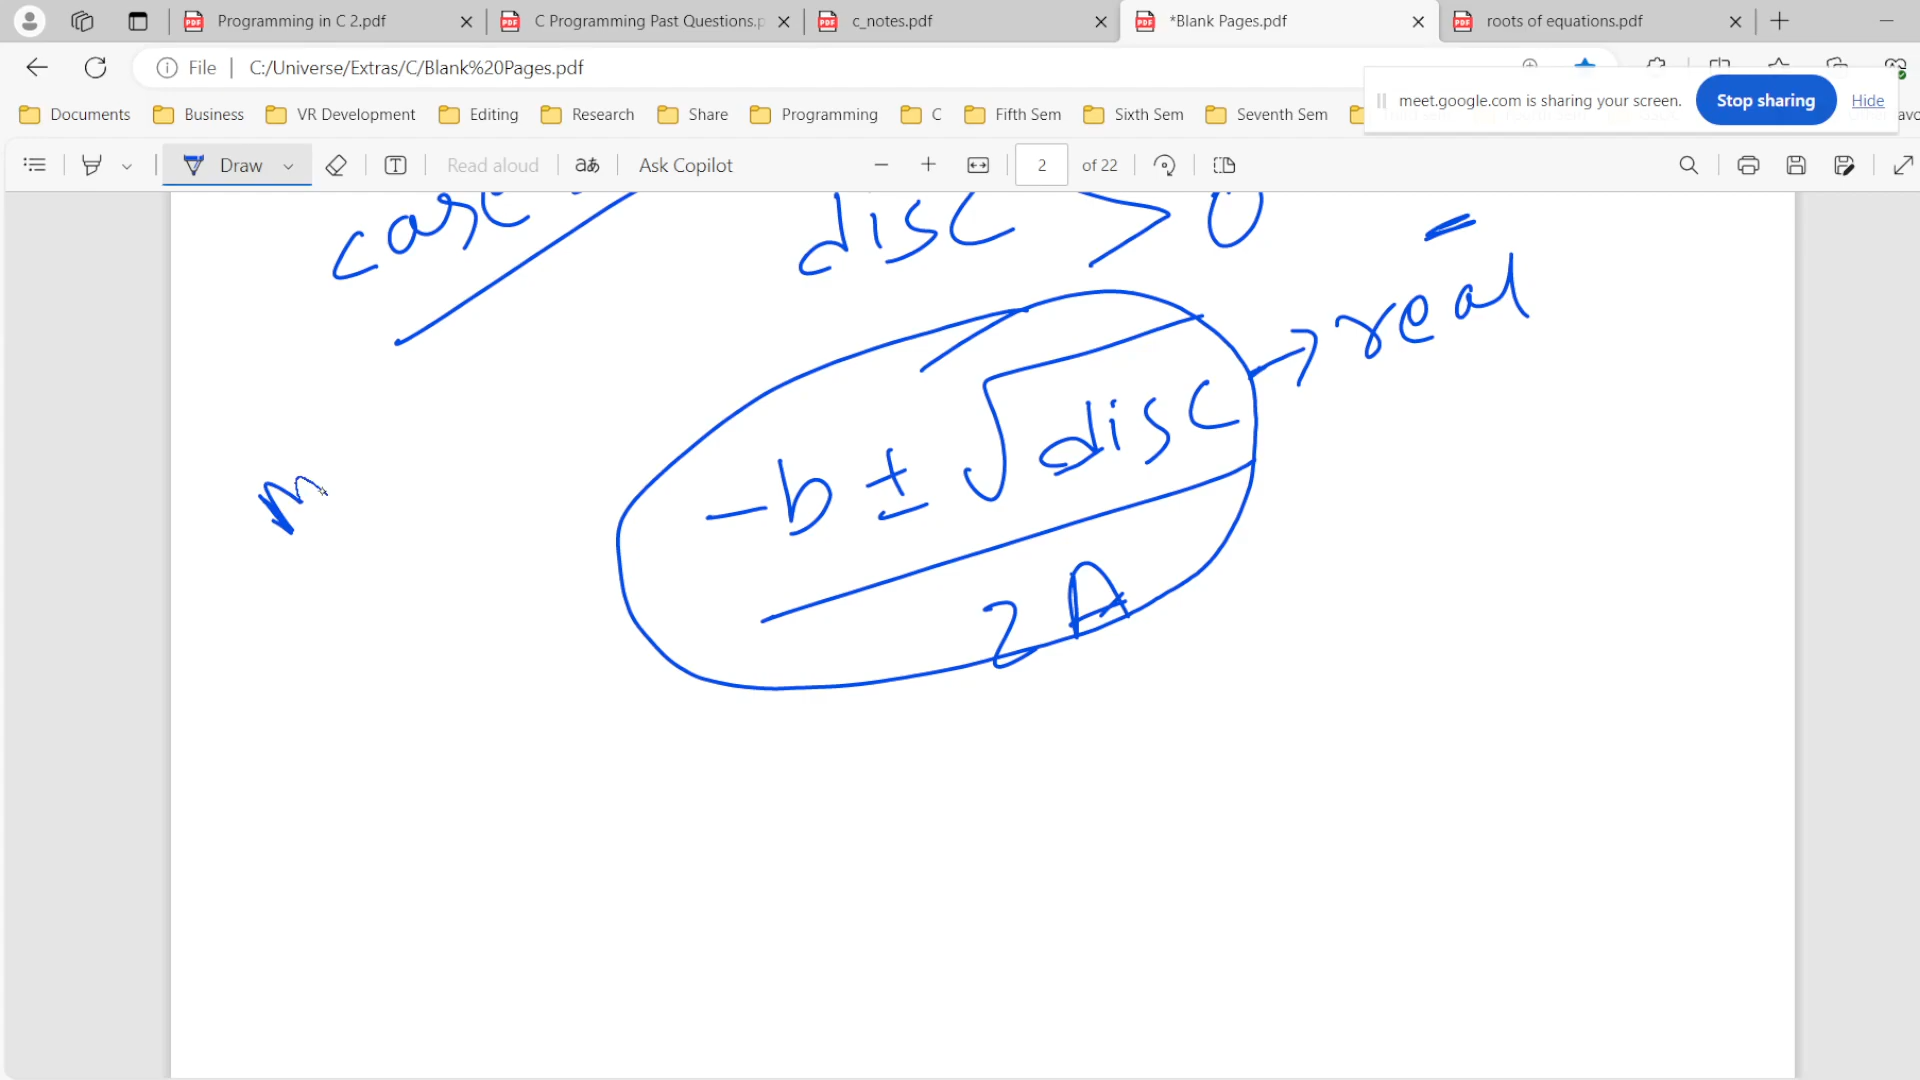 Programming in C 2.pdf
C Programming Past Questions.p
c_notes.pdf
*Blank Pages.pdf
roots of equations.pdf
File | C:/Universe/Extras/C/Blank%20Pages.pdf
meet.google.com is sharing your screen. Stop sharing Hide
Documents Business VR Development Editing Research Share Programming C Fifth Sem Sixth Sem Seventh Sem
Draw Read aloud aあ Ask Copilot 2 of 22
case disc > 0
real
-b ± √disc
2A
m